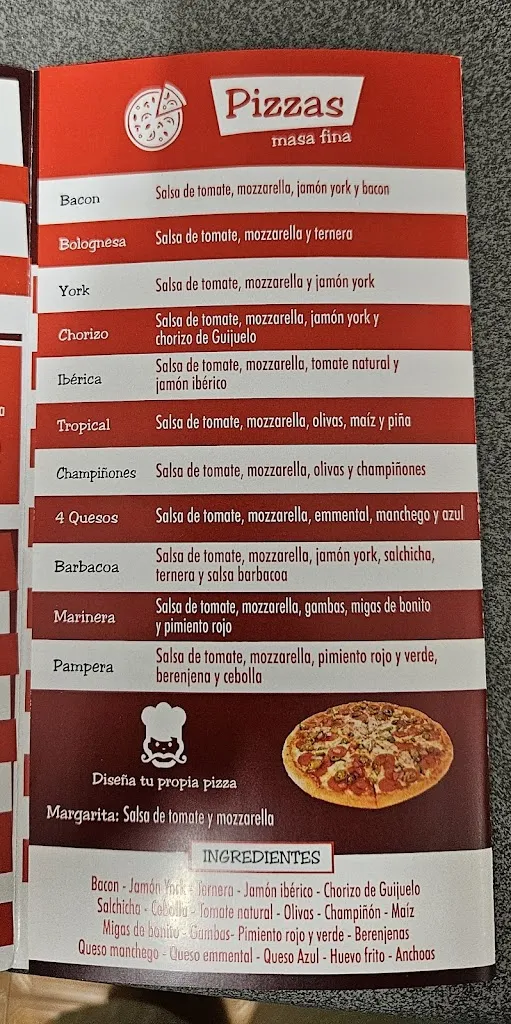 Pizzas
masa fina
Bacon
Salsa de tomate, mozzarella, jamón york y bacon
Bolognesa
Salsa de tomate, mozzarella y ternera
York
Salsa de tomate, mozzarella y jamón york
Chorizo
Salsa de tomate, mozzarella, jamón york y
chorizo de Guijuelo
Ibérica
Salsa de tomate, mozzarella, tomate natural y
jamón ibérico
Tropical
Salsa de tomate, mozzarella, olivas, maíz y piña
Champiñones
Salsa de tomate, mozzarella, olivas y champiñones
4 Quesos
Salsa de tomate, mozzarella, emmental, manchego y azul
Barbacoa
Salsa de tomate, mozzarella, jamón york, salchicha,
ternera y salsa barbacoa
Marinera
Salsa de tomate, mozzarella, gambas, migas de bonito
y pimiento rojo
Pampera
Salsa de tomate, mozzarella, pimiento rojo y verde,
berenjena y cebolla
Diseña tu propia pizza
Margarita: Salsa de tomate y mozzarella
INGREDIENTES
Bacon - Jamón York - Ternera - Jamón ibérico - Chorizo de Guijuelo
Salchicha - Cebolla - Tomate natural - Olivas - Champiñón - Maíz
Migas de bonito - Gambas- Pimiento rojo y verde - Berenjenas
Queso manchego - Queso emmental - Queso Azul - Huevo frito - Anchoas